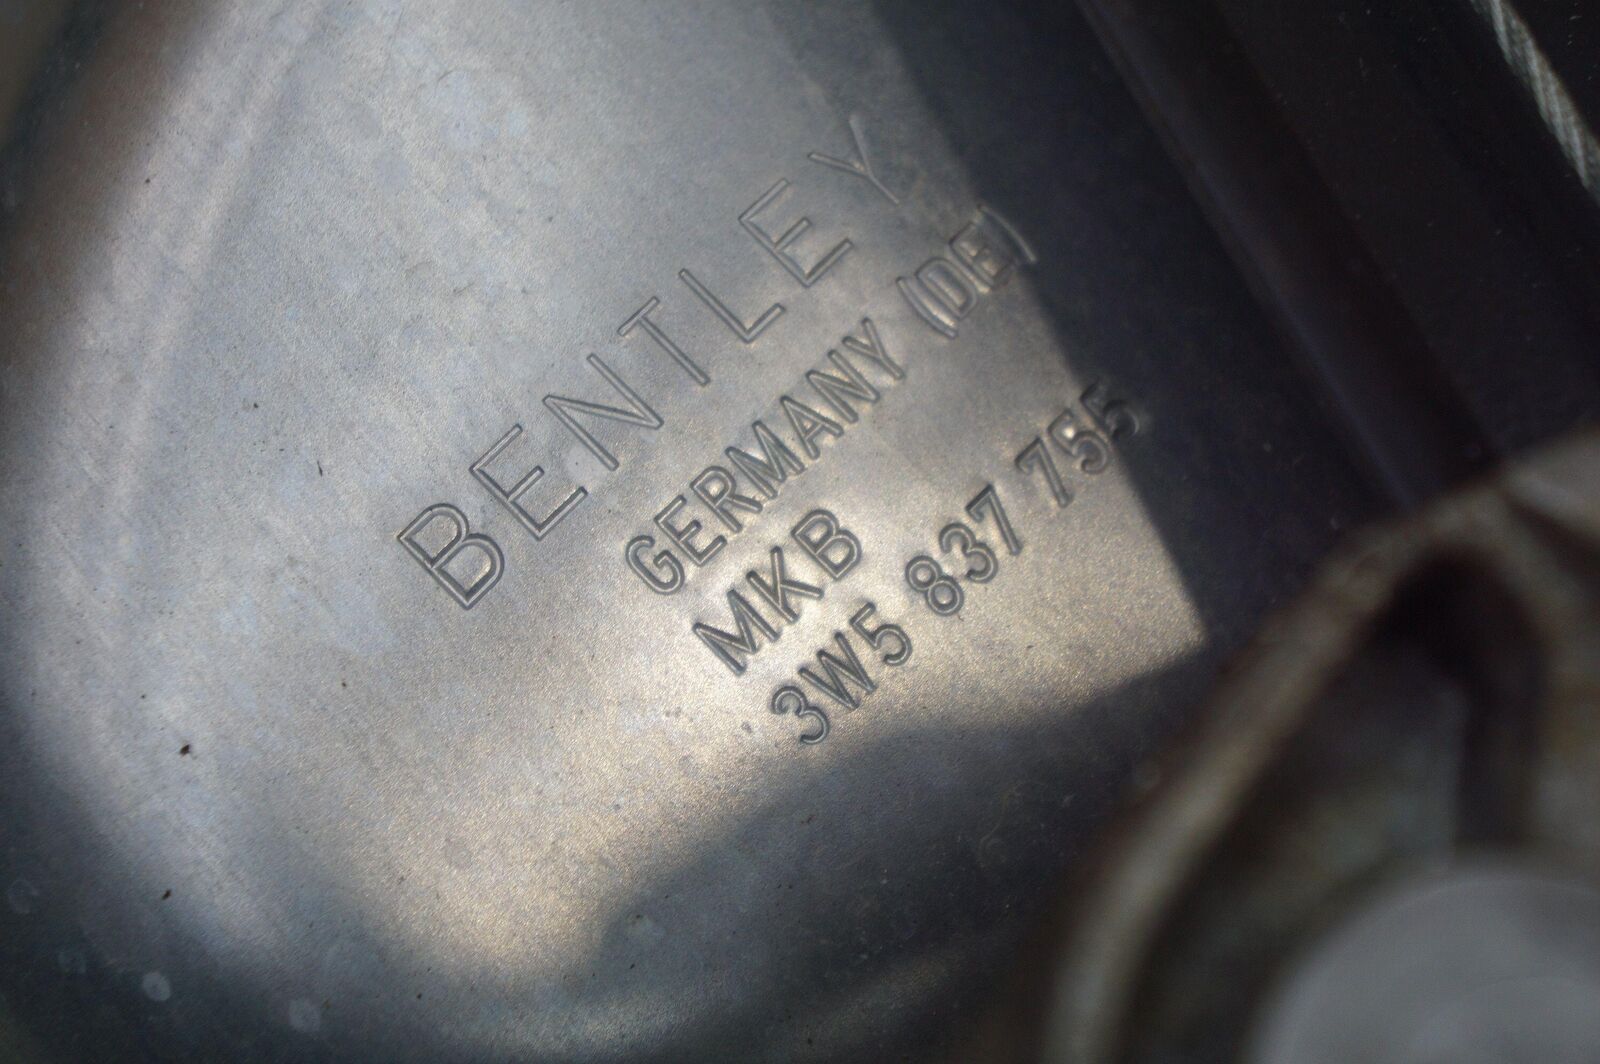 BENTLEY
GERMANY (DE)
MKB
3W5 837 755